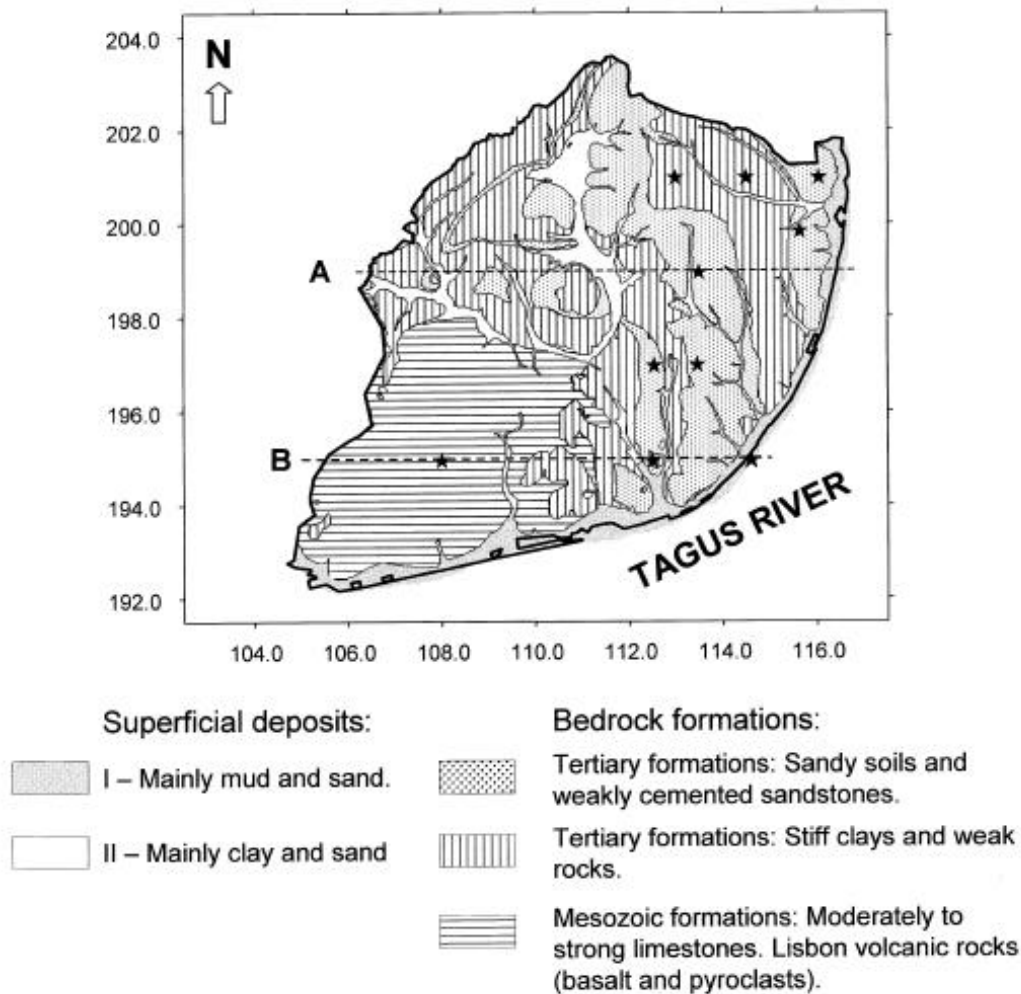 204.0
N
202.0
200.0
A
198.0
196.0
B
194.0
TAGUS RIVER
192.0
104.0 106.0 108.0 110.0 112.0 114.0 116.0
Superficial deposits:
I – Mainly mud and sand.
II – Mainly clay and sand
Bedrock formations:
Tertiary formations: Sandy soils and
weakly cemented sandstones.
Tertiary formations: Stiff clays and weak
rocks.
Mesozoic formations: Moderately to
strong limestones. Lisbon volcanic rocks
(basalt and pyroclasts).